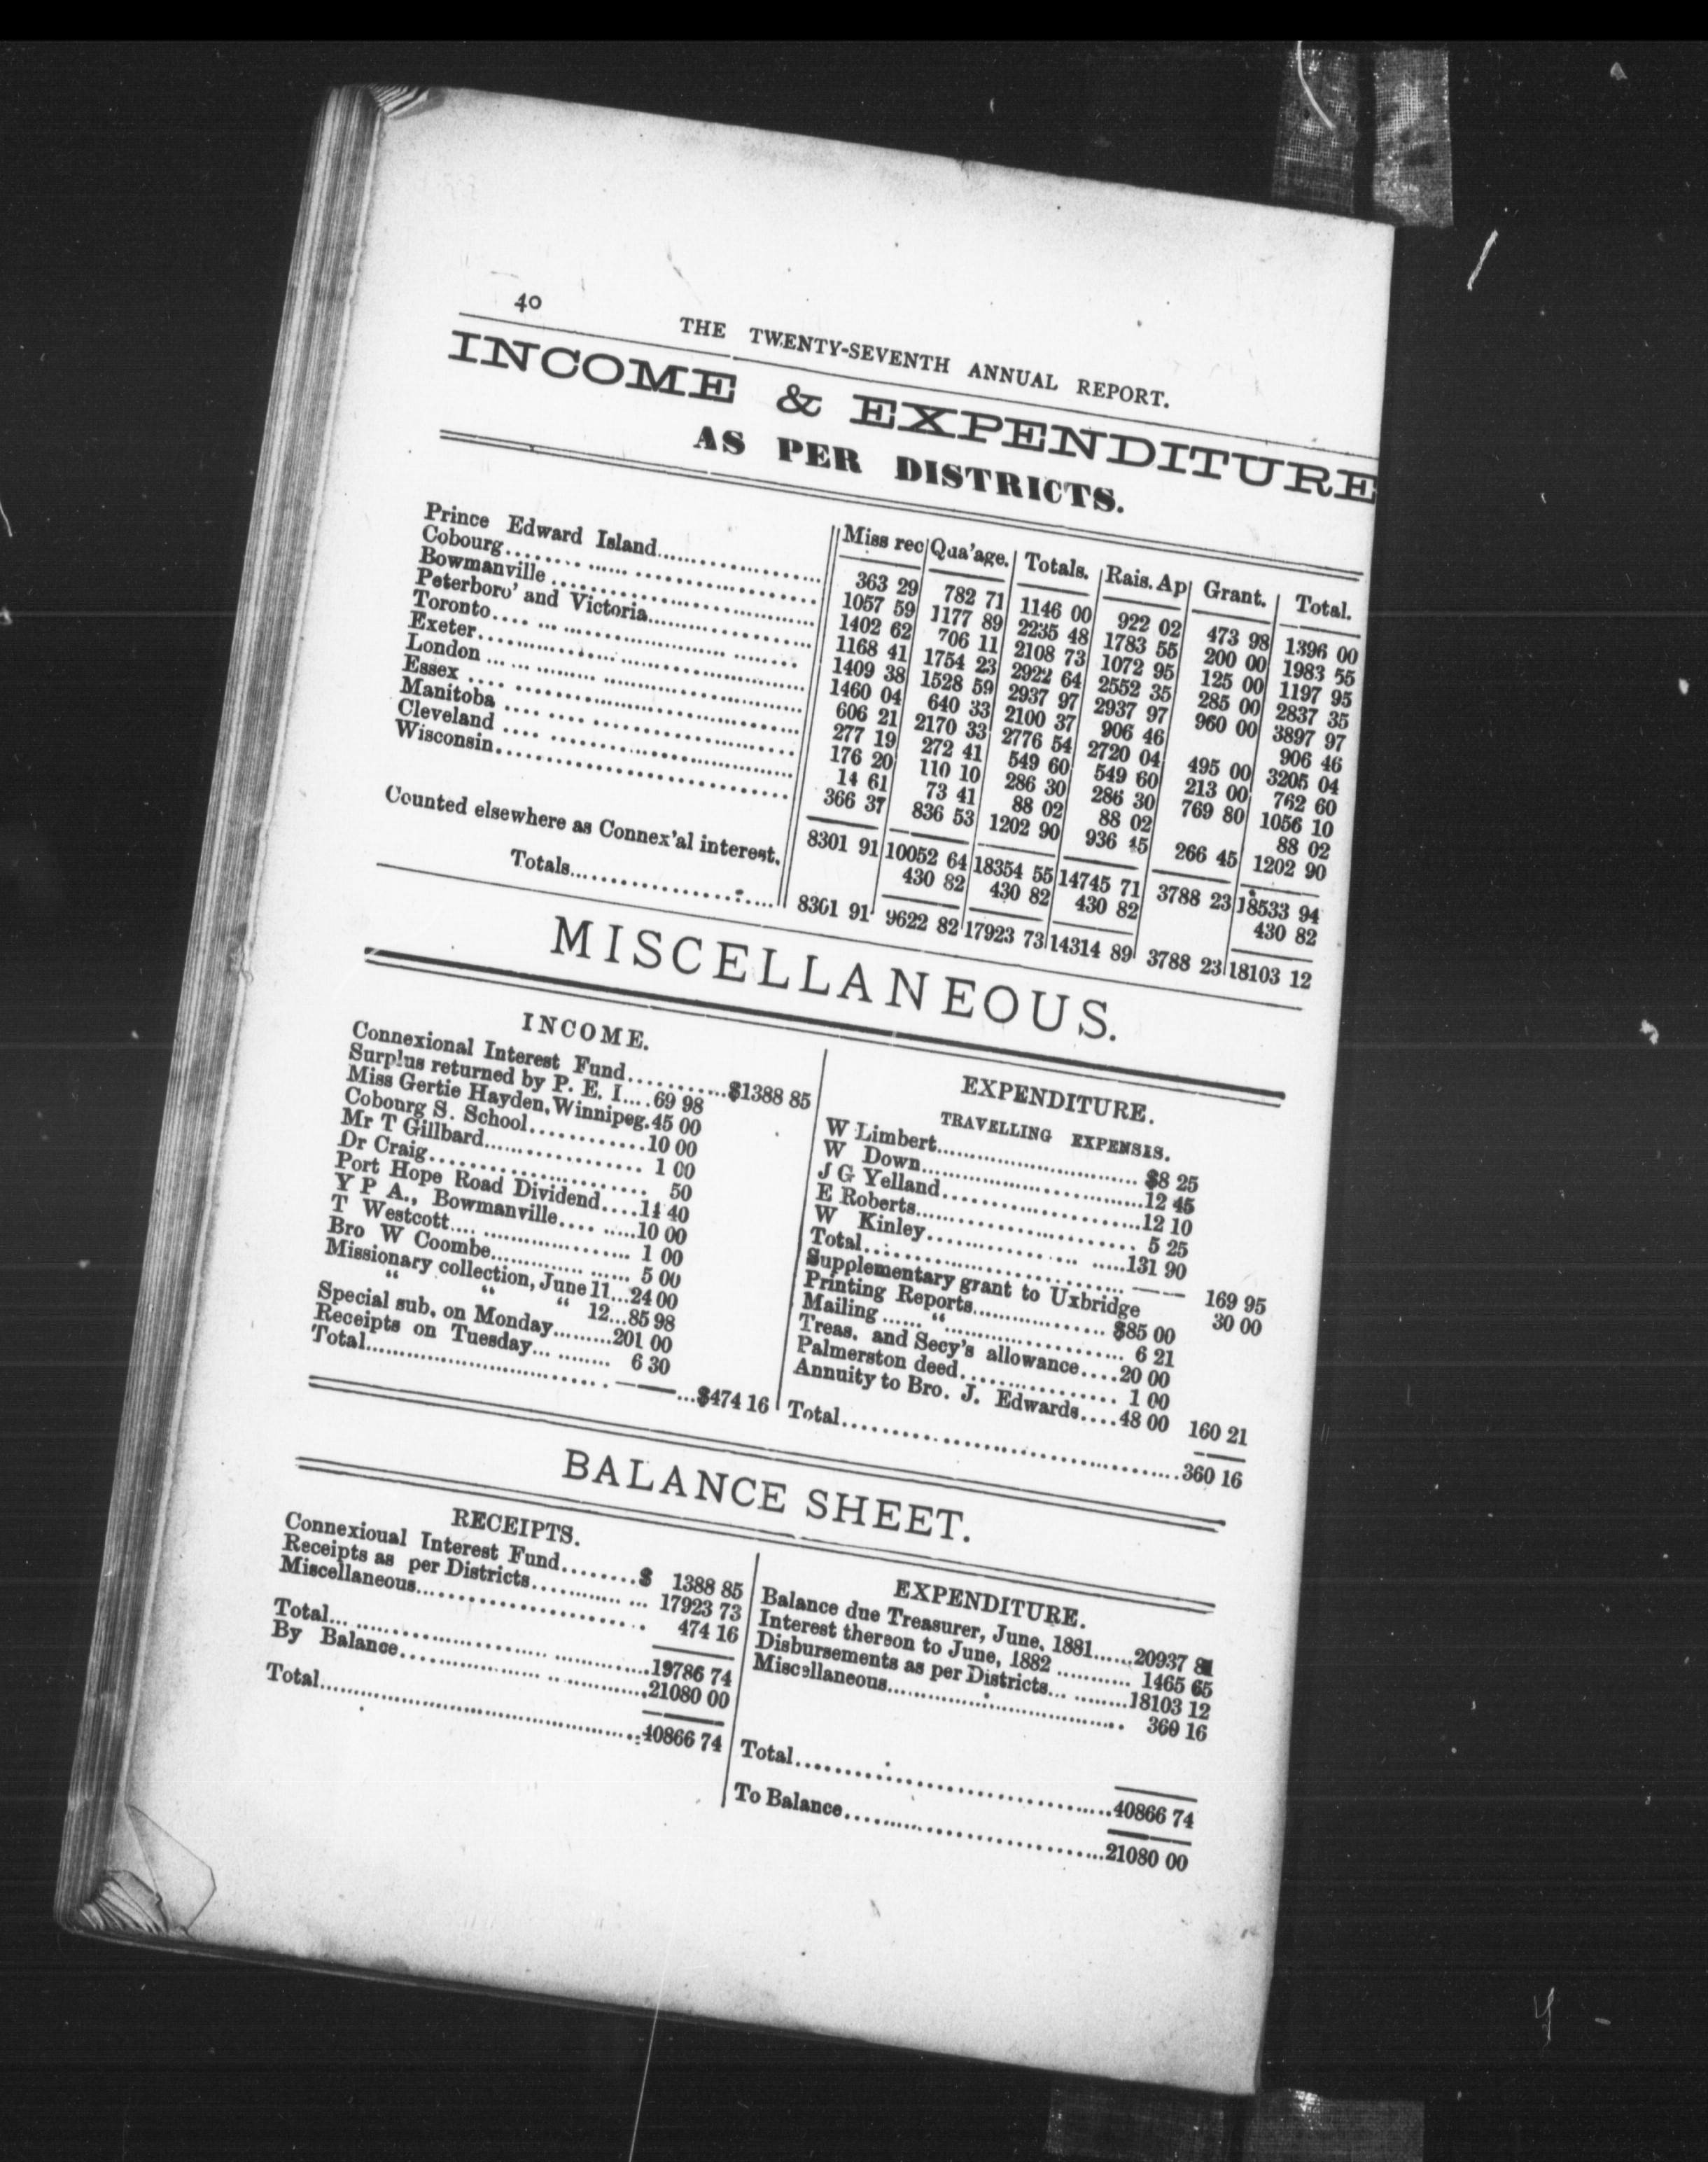 40
THE TWENTY-SEVENTH ANNUAL REPORT.
INCOME & EXPENDITURE
AS PER DISTRICTS.
Miss rec Qua'age. Totals. Rais. Ap Grant. Total.
Prince Edward Island 363 29 782 71 1146 00 922 02 473 98 1396 00
Cobourg 1057 59 1177 89 2235 48 1783 55 200 00 1983 55
Bowmanville 1402 62 706 11 2108 73 1072 95 125 00 1197 95
Peterboro' and Victoria 1168 41 1754 23 2922 64 2552 35 285 00 2837 35
Toronto 1409 38 1528 59 2937 97 2937 97 960 00 3897 97
Exeter 1460 04 640 33 2100 37 906 46 906 46
London 606 21 2170 33 2776 54 2720 04 495 00 3205 04
Essex 277 19 272 41 549 60 549 60 213 00 762 60
Manitoba 176 20 110 10 286 30 286 30 769 80 1056 10
Cleveland 14 61 73 41 88 02 88 02 88 02
Wisconsin 366 37 836 53 1202 90 936 45 266 45 1202 90
8301 91 10052 64 18354 55 14745 71 3788 23 18533 94
Counted elsewhere as Connex'al interest. 430 82 430 82 430 82 430 82
Totals 8301 91 9622 82 17923 73 14314 89 3788 23 18103 12
MISCELLANEOUS.
INCOME.
Connexional Interest Fund $1388 85
Surplus returned by P. E. I. 69 98
Miss Gertie Hayden, Winnipeg. 45 00
Cobourg S. School 10 00
Mr T Gillbard 1 00
Dr Craig 50
Port Hope Road Dividend 14 40
Y P A., Bowmanville 10 00
T Westcott 1 00
Bro W Coombe 5 00
Missionary collection, June 11...24 00
" " " 12...85 98
Special sub. on Monday 201 00
Receipts on Tuesday 6 30
Total $474 16
EXPENDITURE.
TRAVELLING EXPENSIS.
W Limbert $8 25
W Down 12 45
J G Yelland 12 10
E Roberts 5 25
W Kinley 131 90
Total 169 95
Supplementary grant to Uxbridge 30 00
Printing Reports $85 00
Mailing " 6 21
Treas. and Secy's allowance 20 00
Palmerston deed 1 00
Annuity to Bro. J. Edwards 48 00 160 21
Total 360 16
BALANCE SHEET.
RECEIPTS.
Connexioual Interest Fund $ 1388 85
Receipts as per Districts 17923 73
Miscellaneous 474 16
Total 19786 74
By Balance 21080 00
Total 40866 74
EXPENDITURE.
Balance due Treasurer, June, 1881 20937 81
Interest thereon to June, 1882 1465 65
Disbursements as per Districts 18103 12
Miscellaneous 360 16
Total 40866 74
To Balance 21080 00